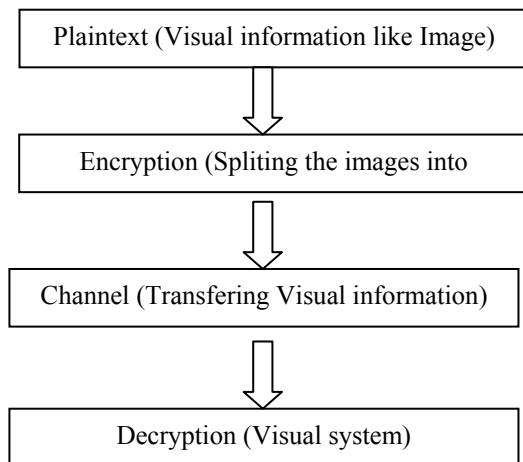 Plaintext (Visual information like Image)
Encryption (Spliting the images into
Channel (Transfering Visual information)
Decryption (Visual system)